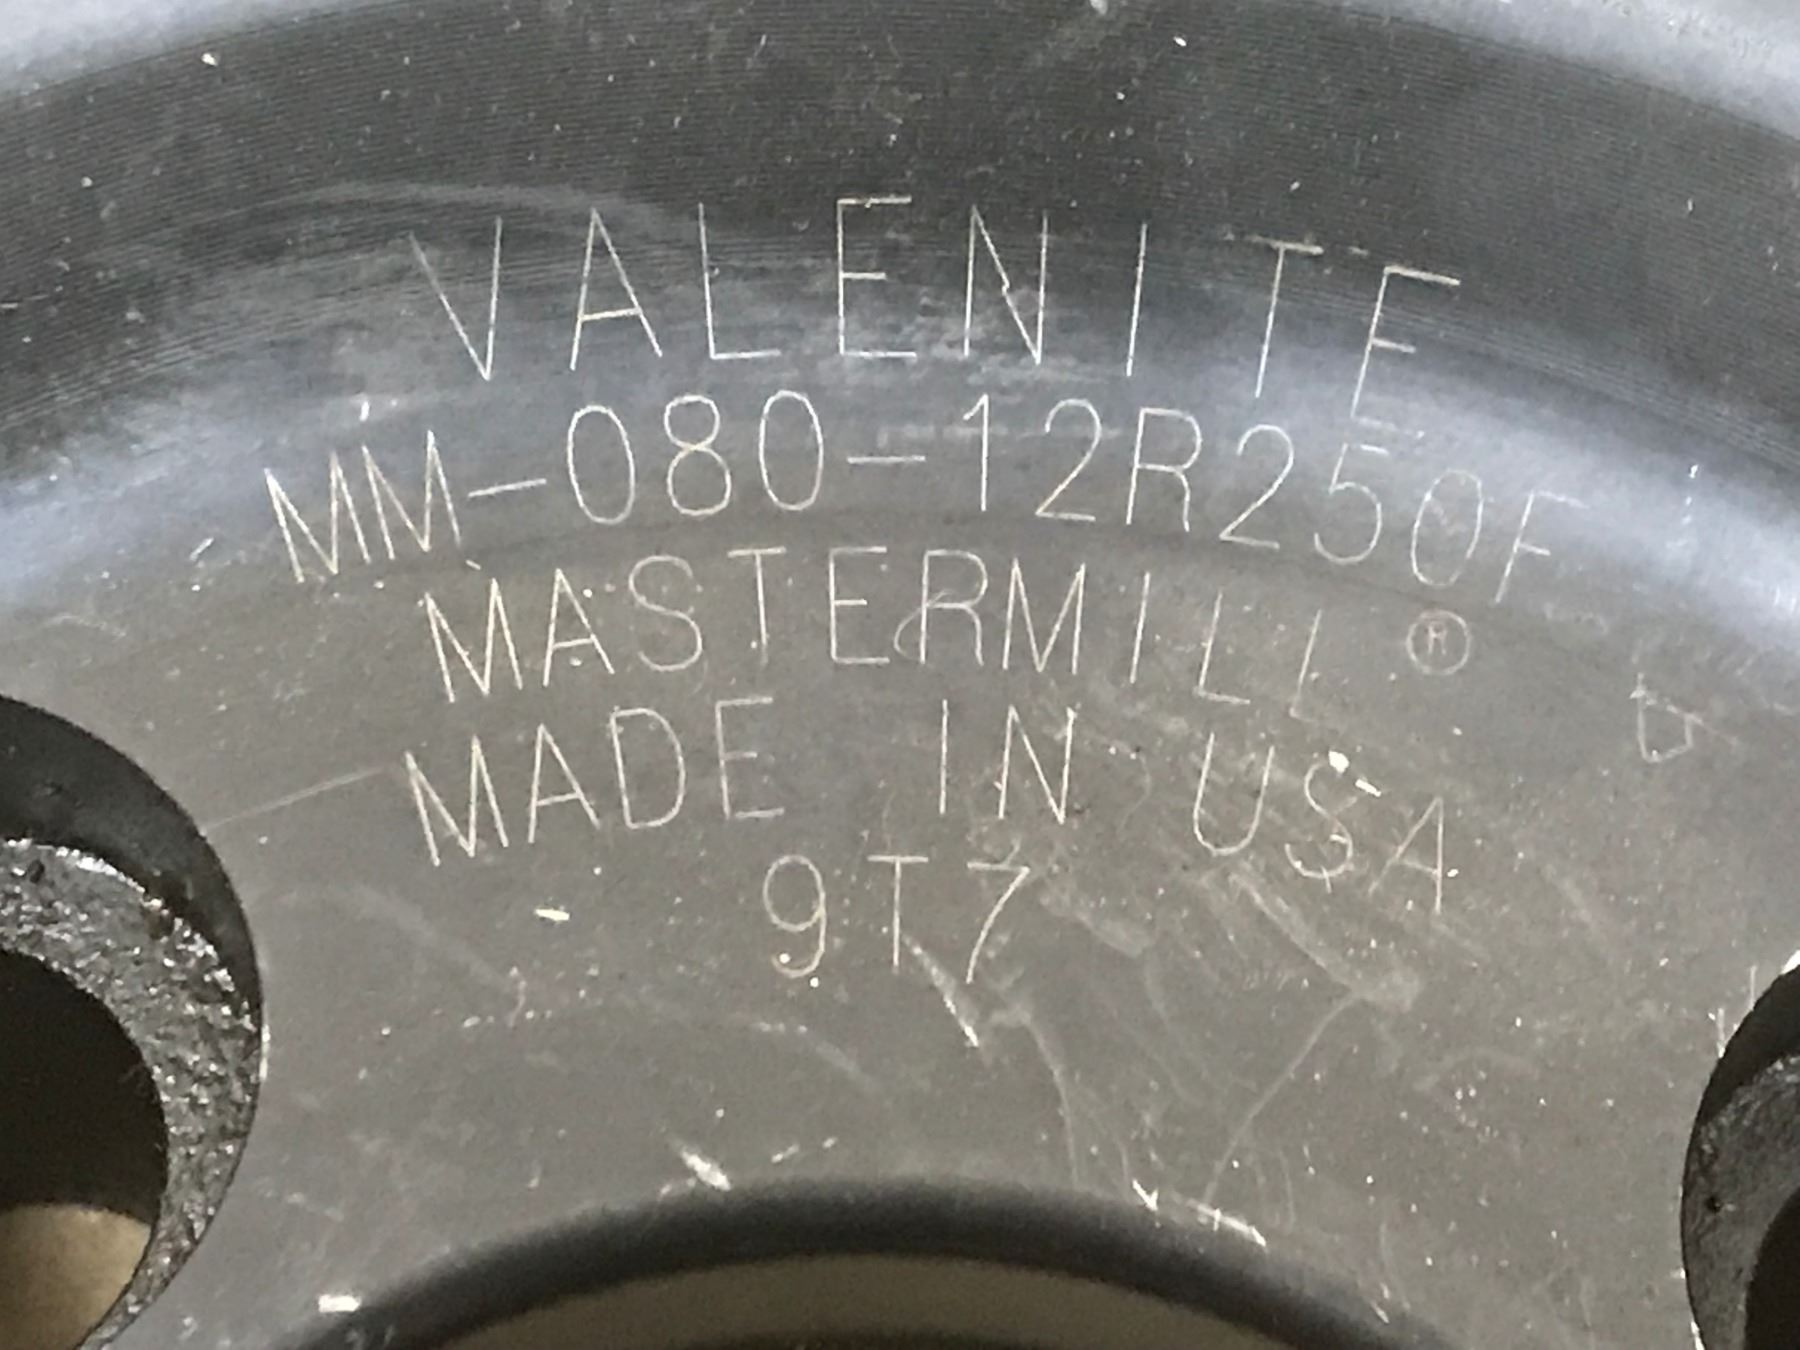 VALENITE
MM-080-12R250F
MASTERMILL®
MADE IN USA
9T7